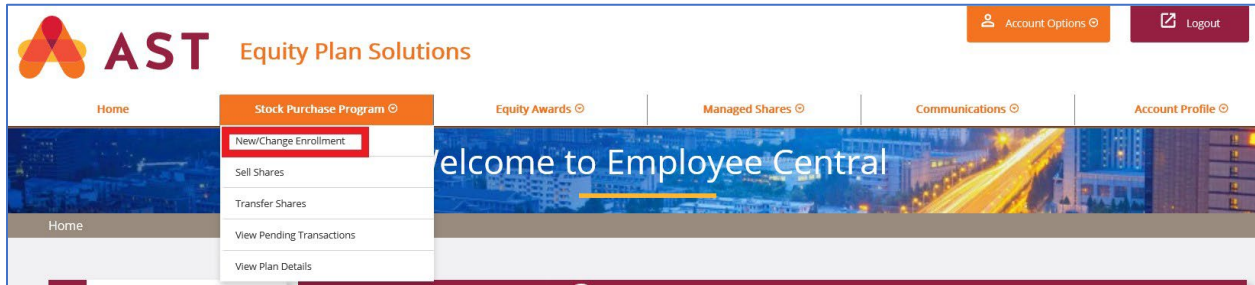 AST Equity Plan Solutions
Account Options
Logout
Home
Stock Purchase Program
Equity Awards
Managed Shares
Communications
Account Profile
New/Change Enrollment
Sell Shares
Transfer Shares
View Pending Transactions
View Plan Details
elcome to Employee Central
Home